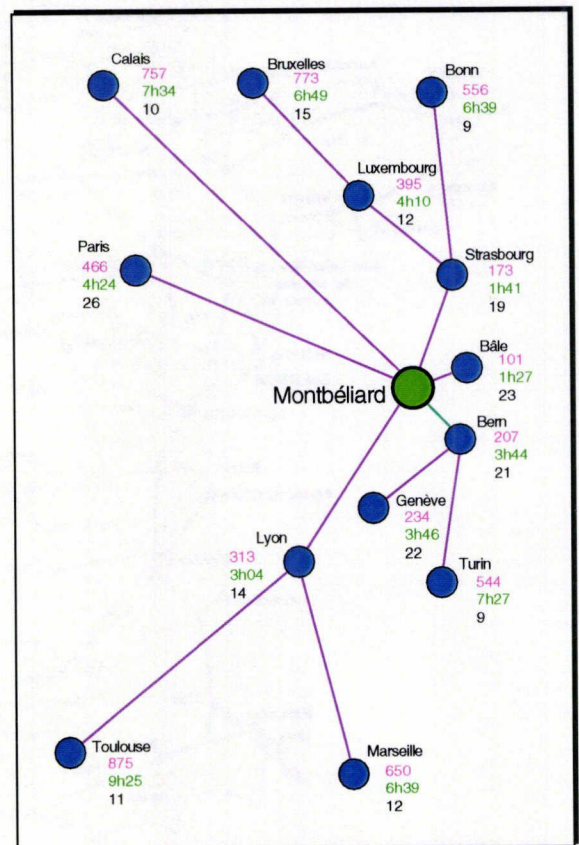 Calais
757
7h34
10
Bruxelles
773
6h49
15
Bonn
556
6h39
9
Luxembourg
395
4h10
12
Paris
466
4h24
26
Strasbourg
173
1h41
19
Bâle
101
1h27
23
Montbéliard
Bern
207
3h44
21
Genève
234
3h46
22
Lyon
313
3h04
14
Turin
544
7h27
9
Toulouse
875
9h25
11
Marseille
650
6h39
12